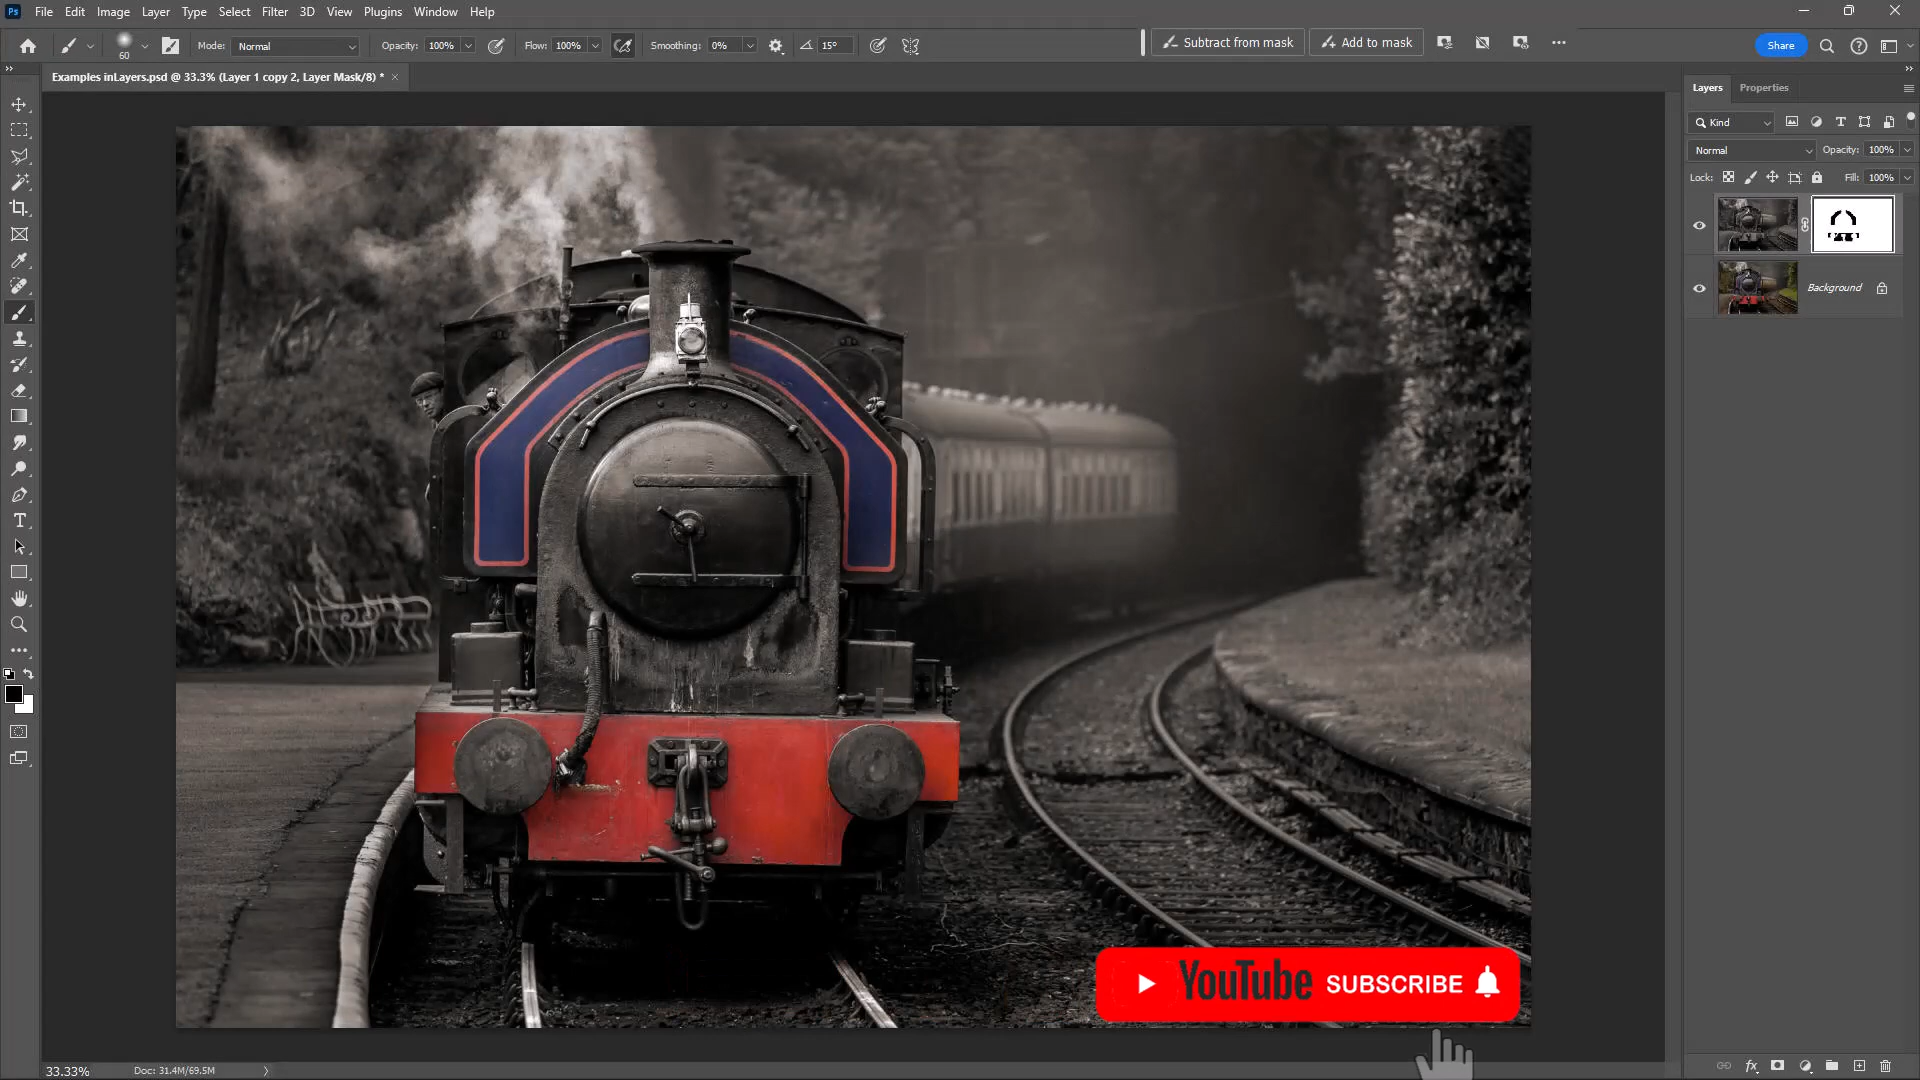 Ps File Edit Image Layer Type Select Filter 3D View Plugins Window Help
60 Mode: Normal Opacity: 100% Flow: 100% Smoothing: 0% 15° Subtract from mask Add to mask Share
Examples inLayers.psd @ 33.3% (Layer 1 copy 2, Layer Mask/8) *
Layers Properties
Kind
Normal Opacity: 100%
Lock: Fill: 100%
Background
YouTube SUBSCRIBE
33.33% Doc: 31.4M/69.5M